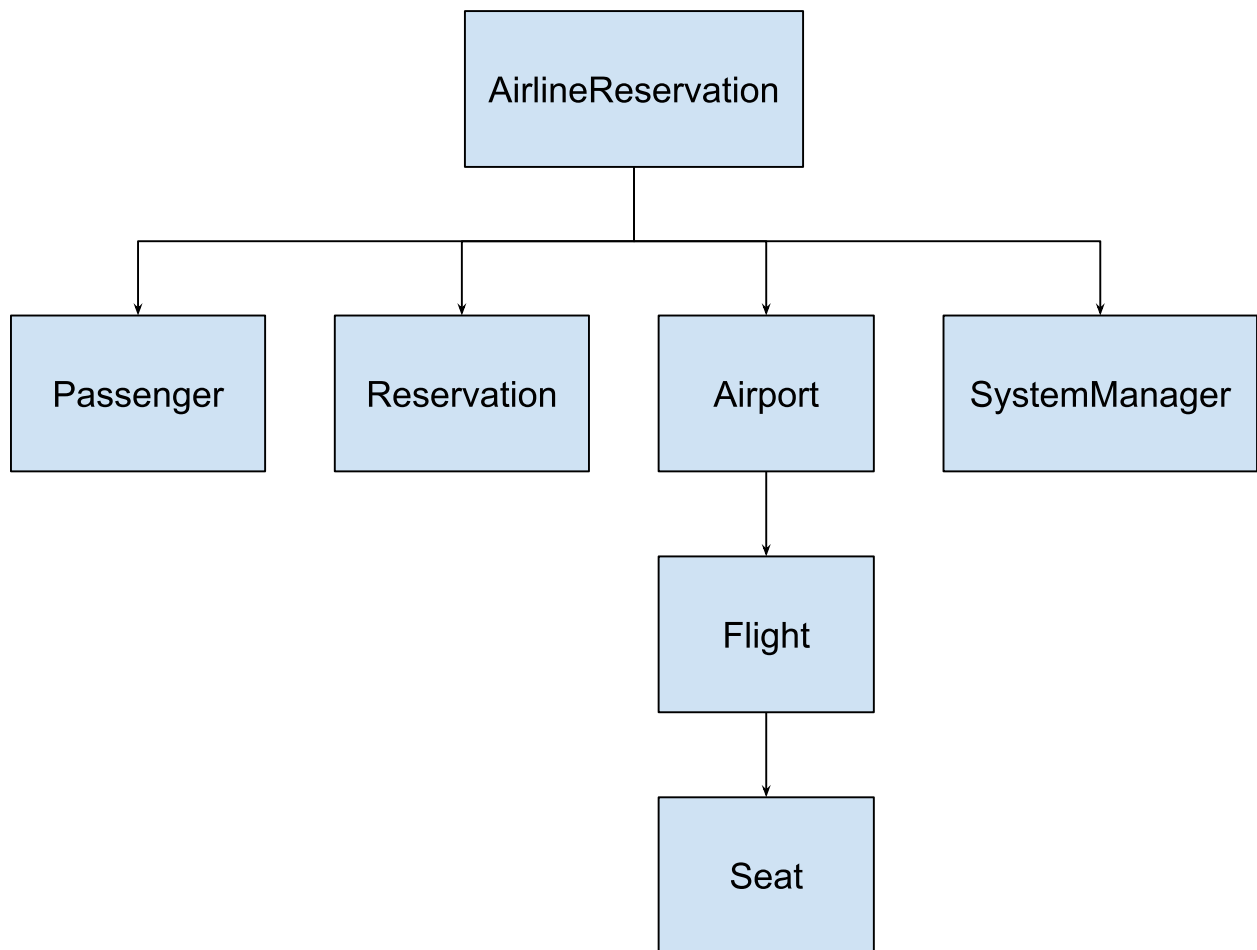 AirlineReservation
Passenger
Reservation
Airport
SystemManager
Flight
Seat